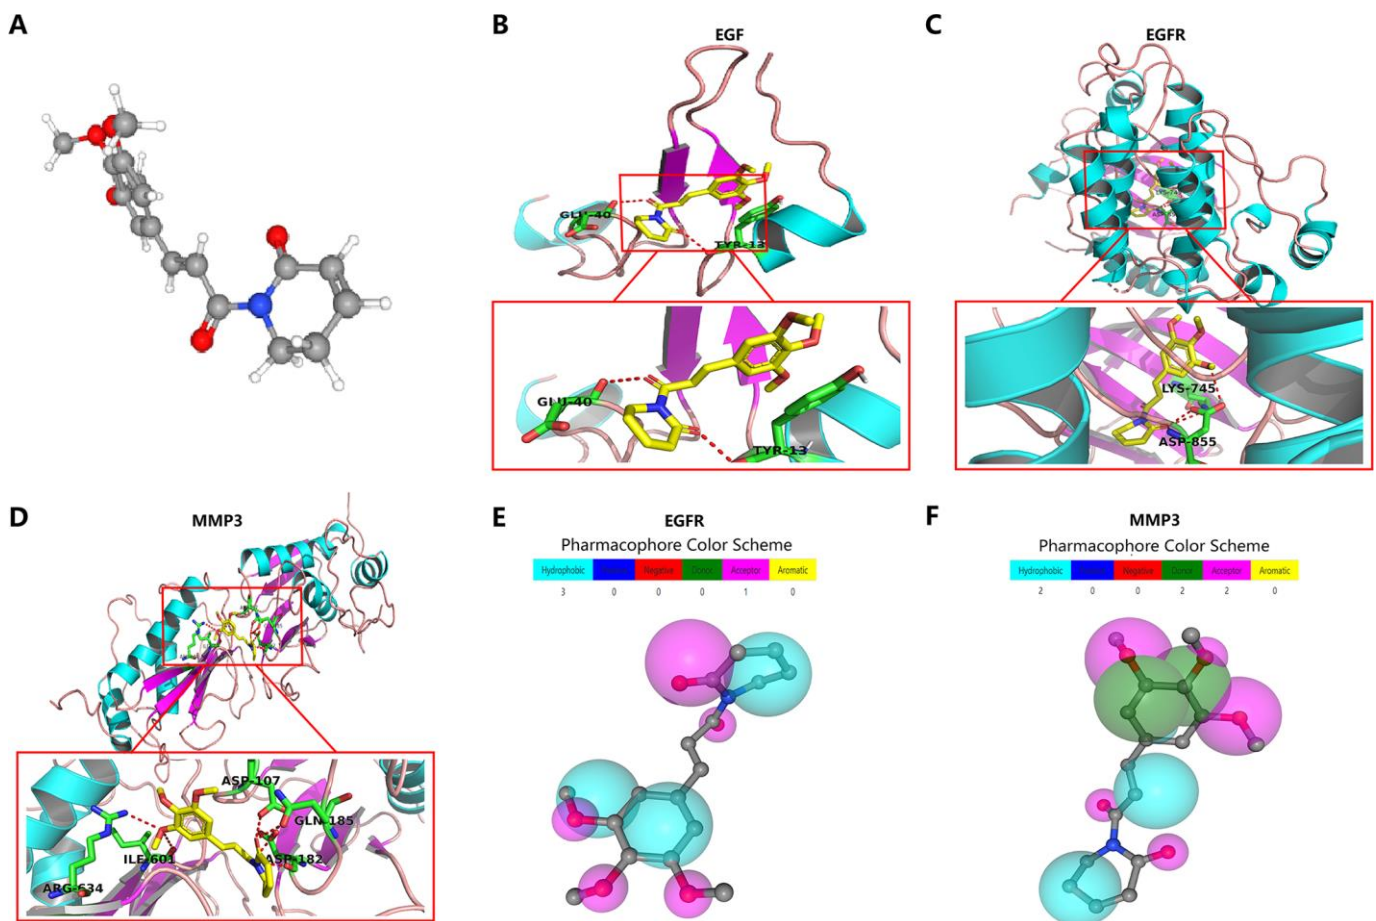 A
B
EGF
GLU-40
TYR-13
GLU-40
TYR-13
C
EGFR
LYS-745
ASP-855
D
MMP3
ASP-107
GLN-185
ILE-601
ASP-182
ARG-634
E
EGFR
Pharmacophore Color Scheme
Hydrophobic Negative Donor Acceptor Aromatic
3 0 0 0 1 0
F
MMP3
Pharmacophore Color Scheme
Hydrophobic Negative Donor Acceptor Aromatic
2 0 0 2 2 0